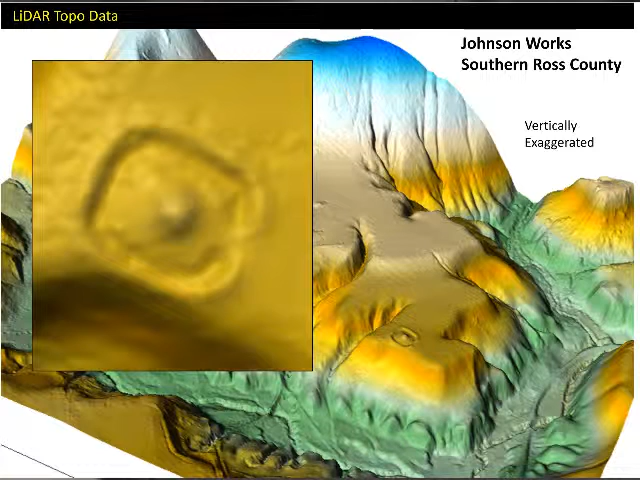 LiDAR Topo Data
Johnson Works
Southern Ross County
Vertically
Exaggerated